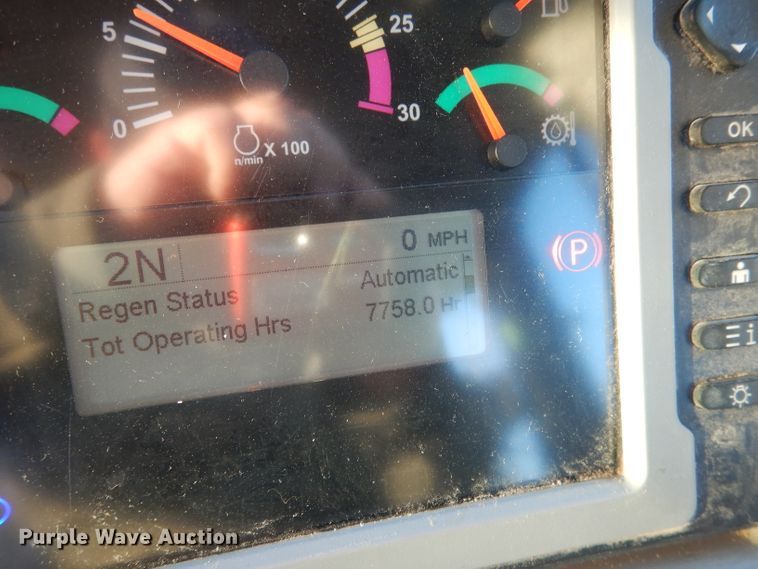 5
25
0
30
n/min X 100
OK
P
2N
0 MPH
Regen Status Automatic
Tot Operating Hrs 7758.0 Hr
i
Purple Wave Auction